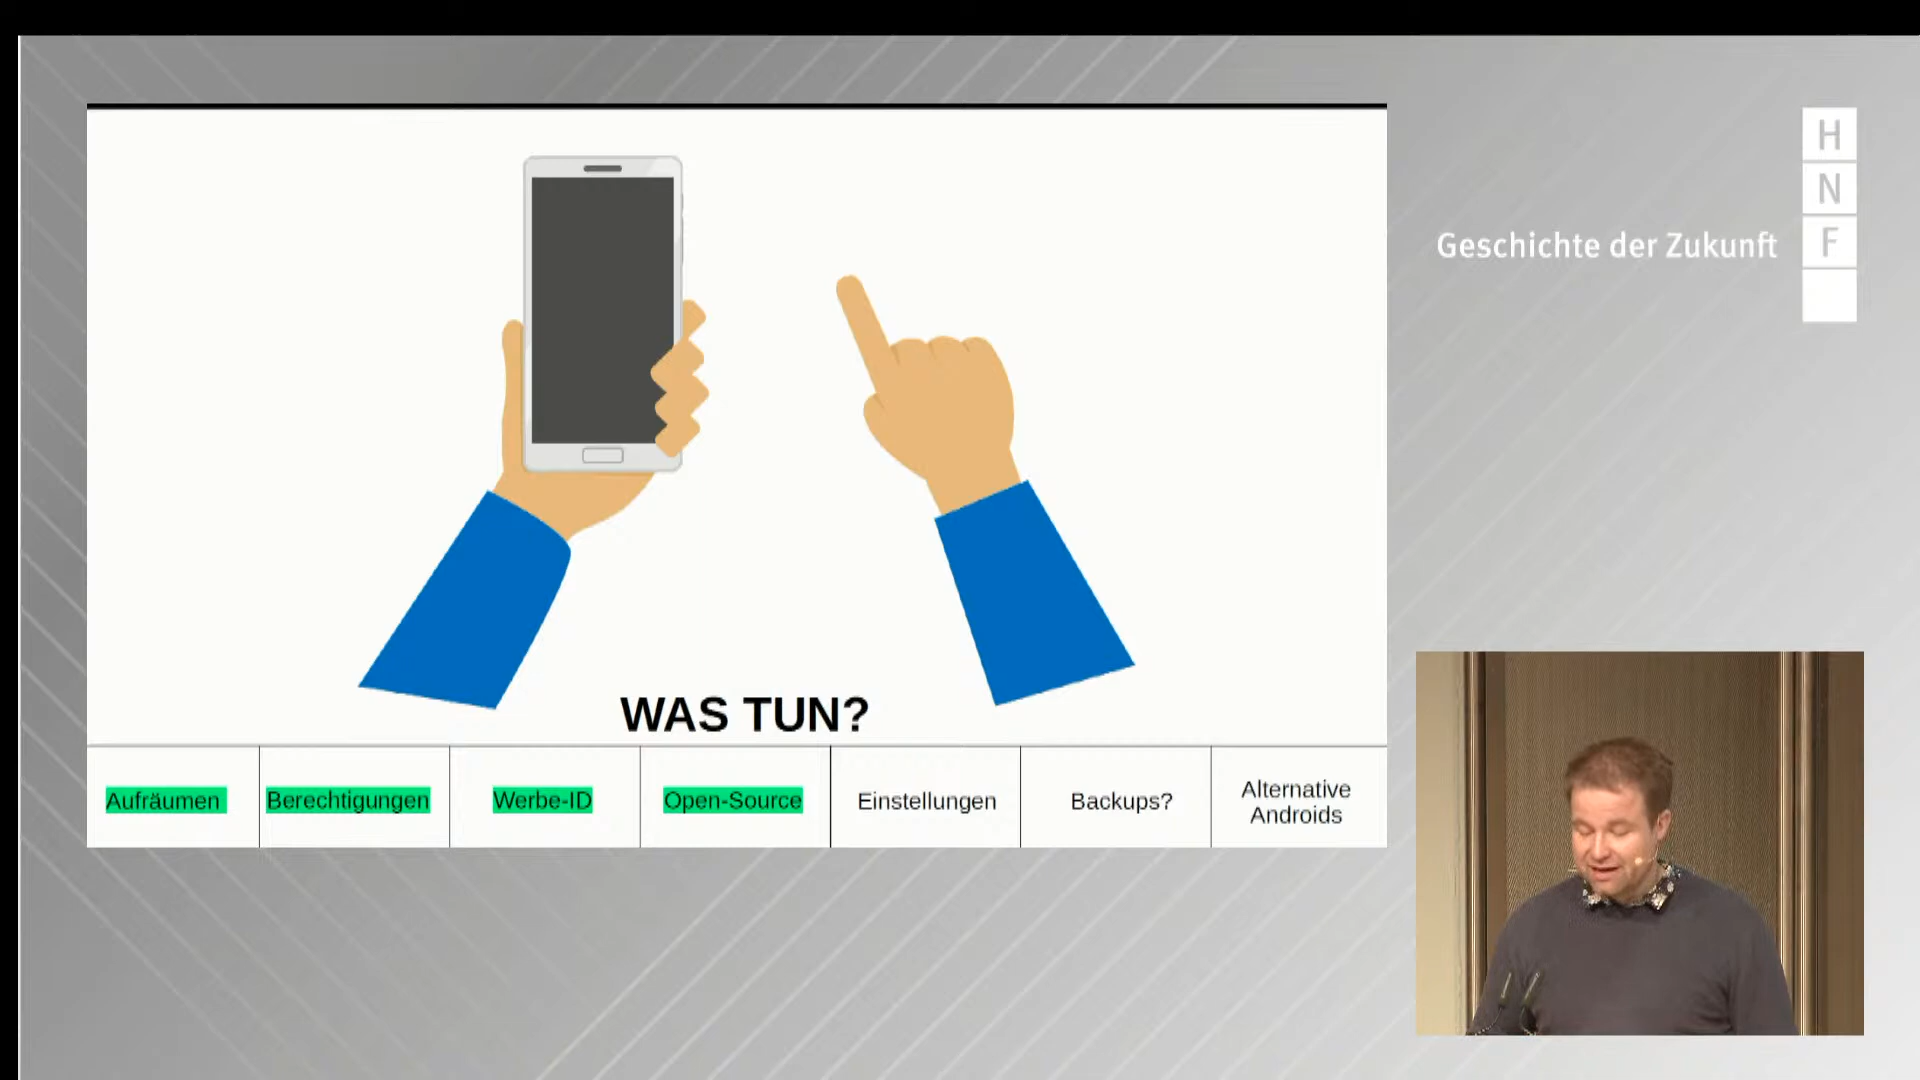 H
N
F
Geschichte der Zukunft
WAS TUN?
Aufräumen
Berechtigungen
Werbe-ID
Open-Source
Einstellungen
Backups?
Alternative
Androids